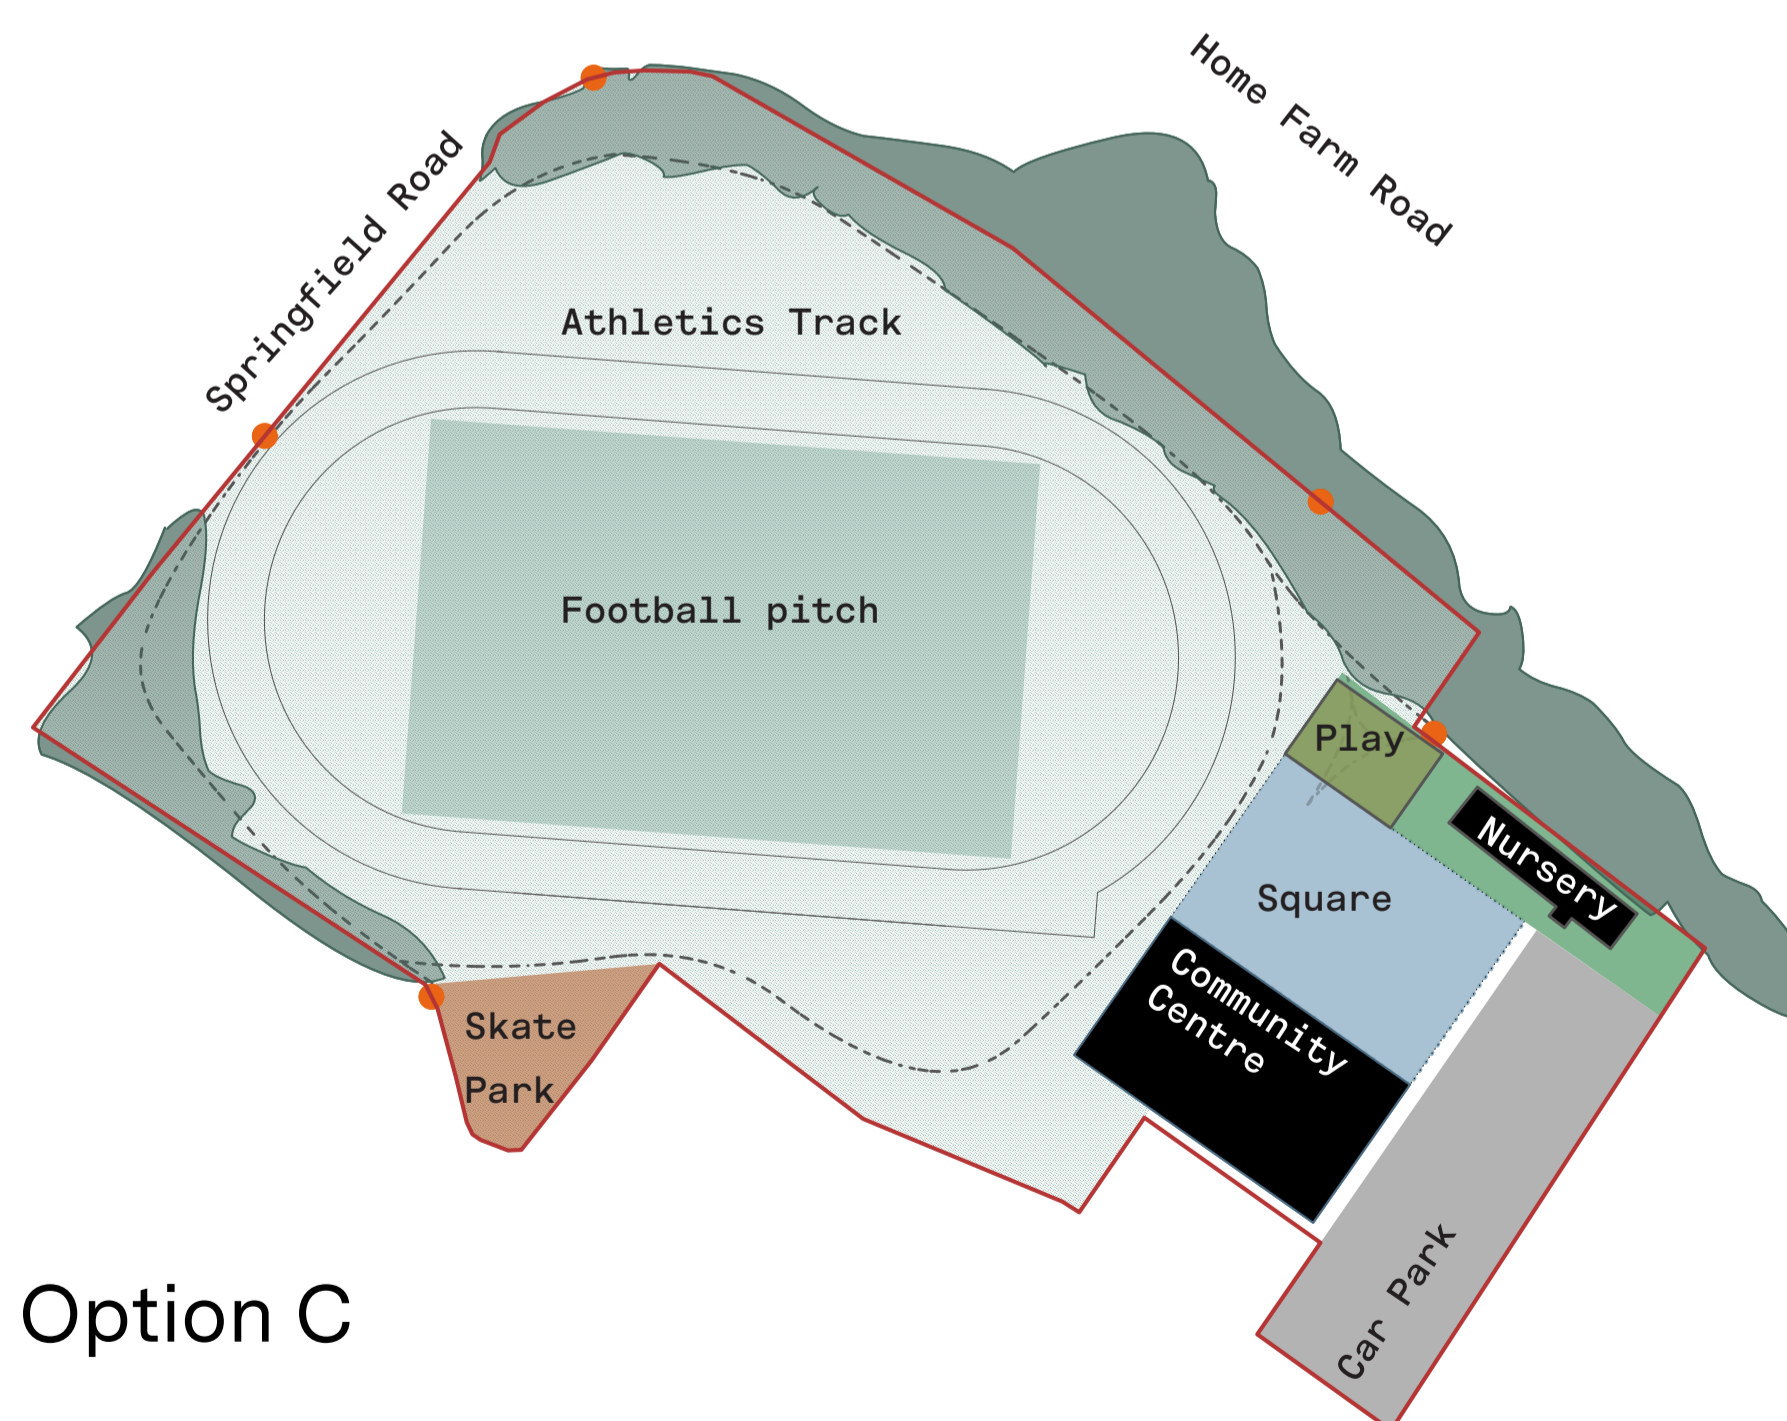 Home Farm Road
Springfield Road
Athletics Track
Football pitch
Play
Nursery
Square
Community
Centre
Skate
Park
Car Park
Option C